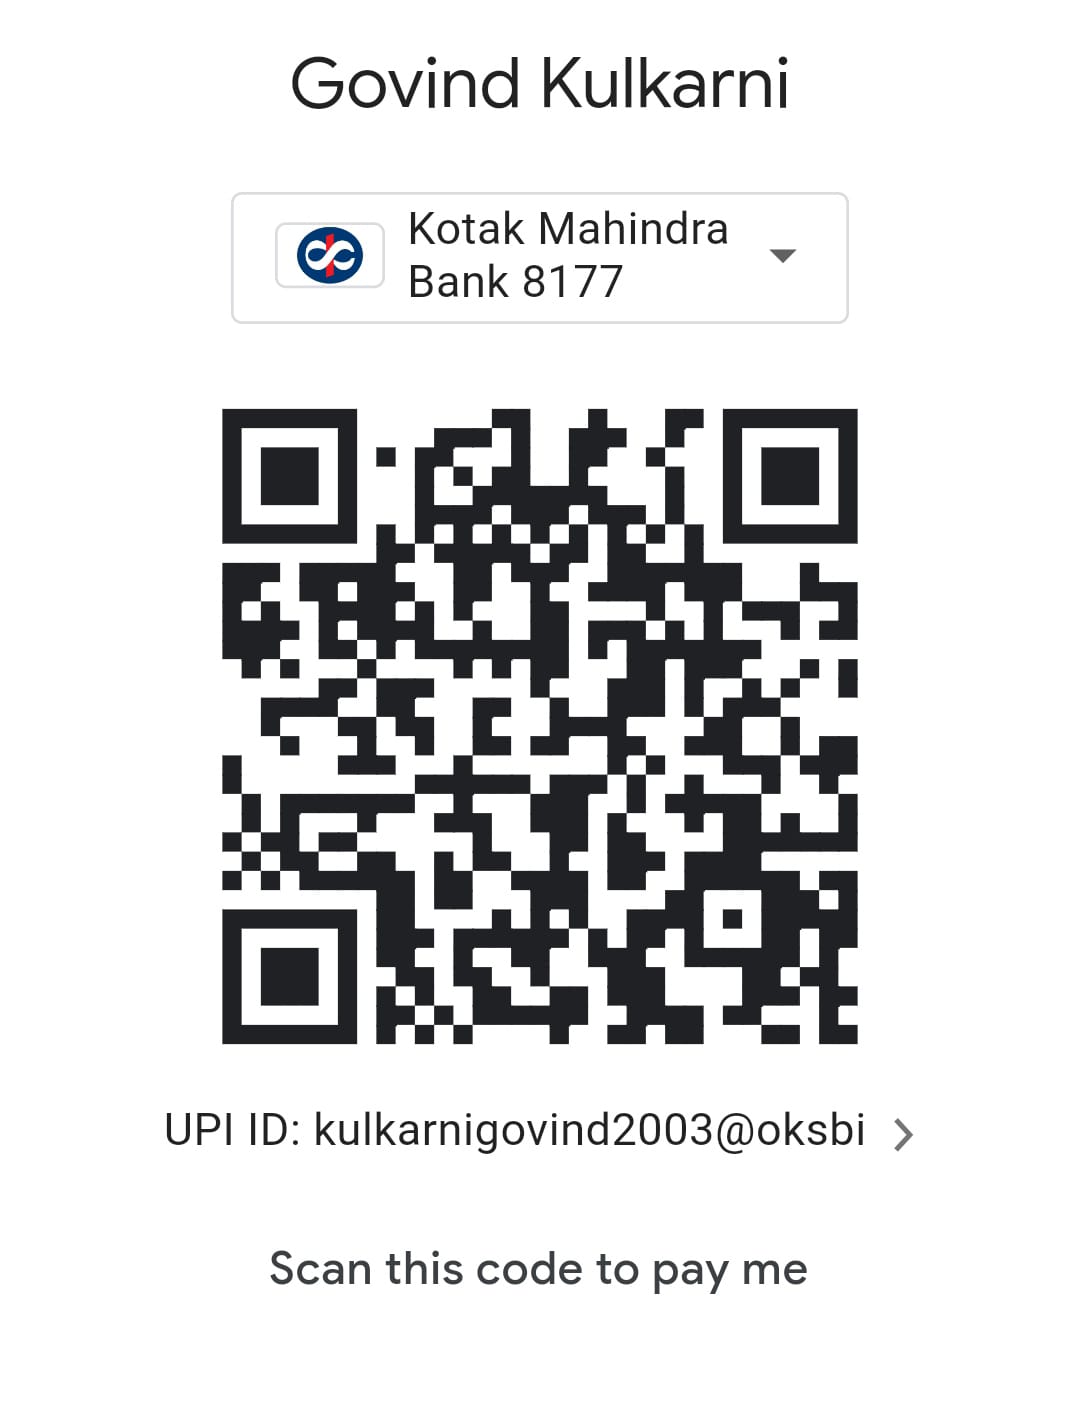 Govind Kulkarni
Kotak Mahindra
Bank 8177
UPI ID: kulkarnigovind2003@oksbi
Scan this code to pay me